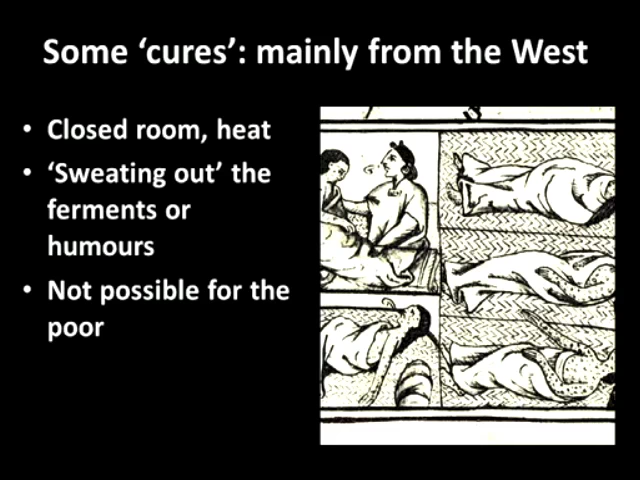 Some ‘cures’: mainly from the West
• Closed room, heat
• ‘Sweating out’ the
ferments or
humours
• Not possible for the
poor